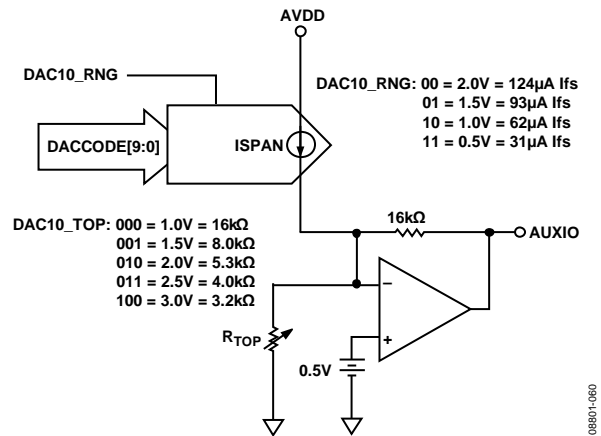 AVDD
DAC10_RNG
DAC10_RNG: 00 = 2.0V = 124µA Ifs
01 = 1.5V = 93µA Ifs
10 = 1.0V = 62µA Ifs
11 = 0.5V = 31µA Ifs
DACCODE[9:0]
ISPAN
DAC10_TOP: 000 = 1.0V = 16kΩ
001 = 1.5V = 8.0kΩ
010 = 2.0V = 5.3kΩ
011 = 2.5V = 4.0kΩ
100 = 3.0V = 3.2kΩ
16kΩ
AUXIO
–
+
RTOP
0.5V
08801-060